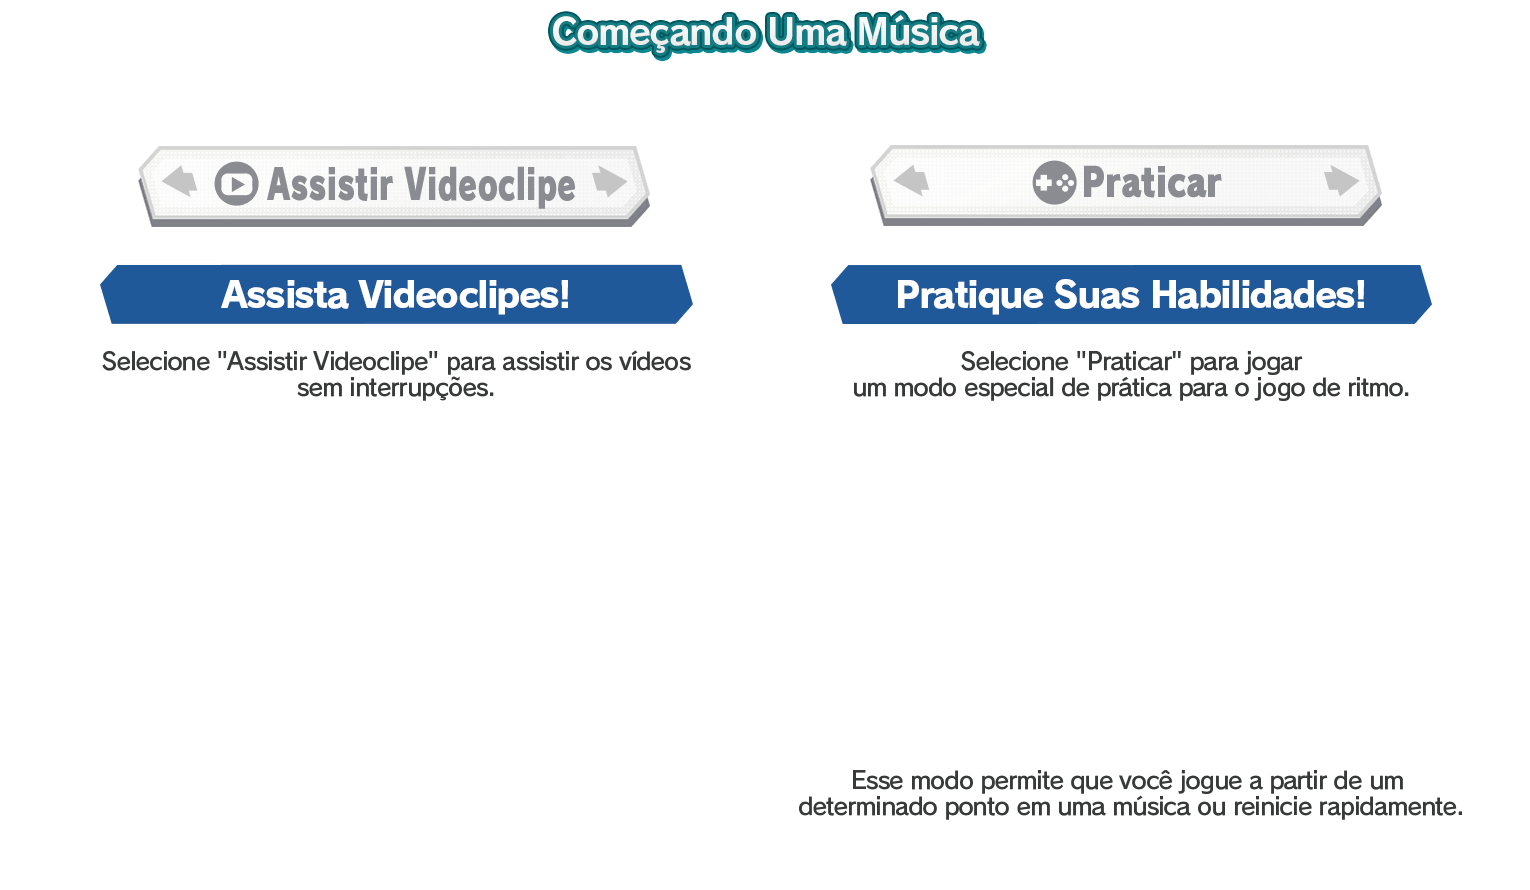 Começando Uma Música
Assistir Videoclipe
Assista Videoclipes!
Selecione "Assistir Videoclipe" para assistir os vídeos
sem interrupções.
Praticar
Pratique Suas Habilidades!
Selecione "Praticar" para jogar
um modo especial de prática para o jogo de ritmo.
Esse modo permite que você jogue a partir de um
determinado ponto em uma música ou reinicie rapidamente.